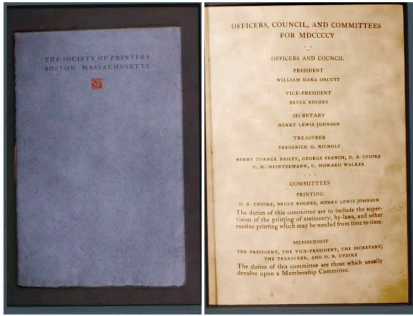 THE SOCIETY OF PRINTERS
BOSTON MASSACHUSETTS
SP
OFFICERS, COUNCIL, AND COMMITTEES
FOR MDCCCCV
OFFICERS AND COUNCIL
PRESIDENT
WILLIAM DANA ORCUTT
VICE-PRESIDENT
BRUCE ROGERS
SECRETARY
HENRY LEWIS JOHNSON
TREASURER
FREDERICK D. NICHOLS
HENRY TURNER BAILEY, GEORGE FRENCH, D. B. UPDIKE
C. H. HEINTZEMANN, C. HOWARD WALKER
COMMITTEES
PRINTING
D. B. UPDIKE, BRUCE ROGERS, HENRY LEWIS JOHNSON
The duties of this committee are to include the super-
vision of the printing of stationery, by-laws, and other
routine printing which may be needed from time to time.
MEMBERSHIP
THE PRESIDENT, THE VICE-PRESIDENT, THE SECRETARY,
THE TREASURER, AND D. B. UPDIKE
The duties of this committee are those which usually
devolve upon a Membership Committee.